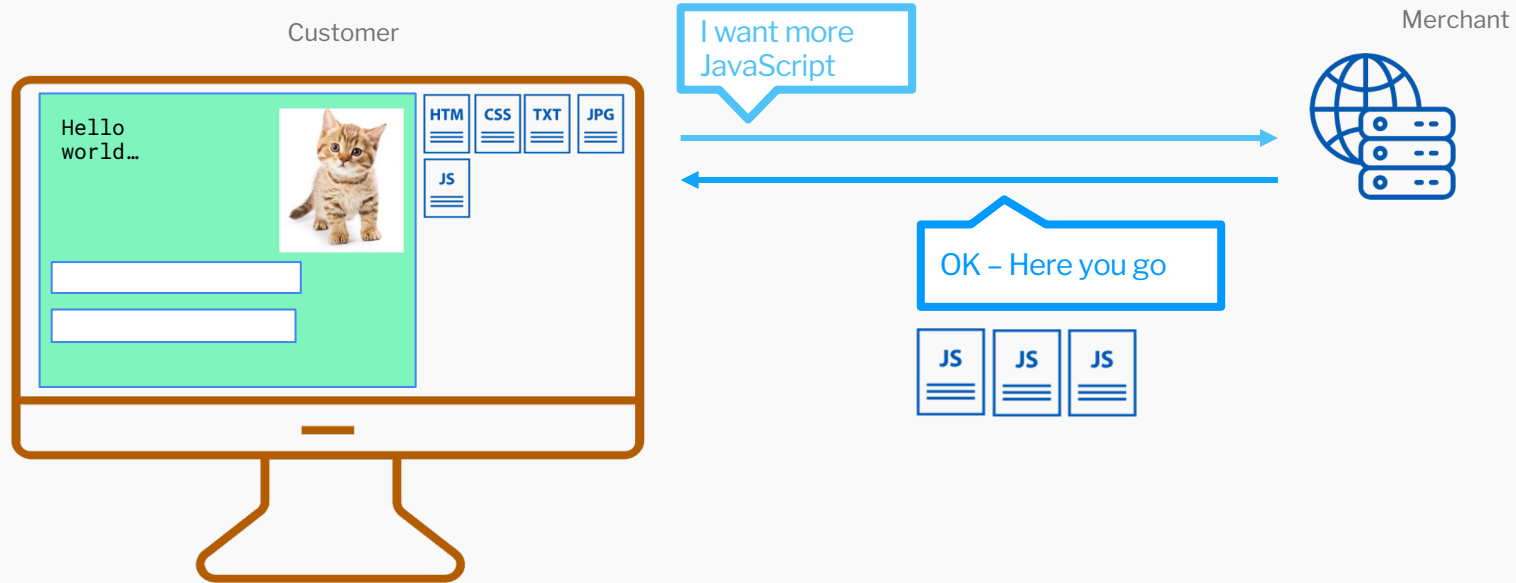 Customer
Merchant
I want more
JavaScript
Hello
world…
HTM
CSS
TXT
JPG
JS
OK – Here you go
JS
JS
JS